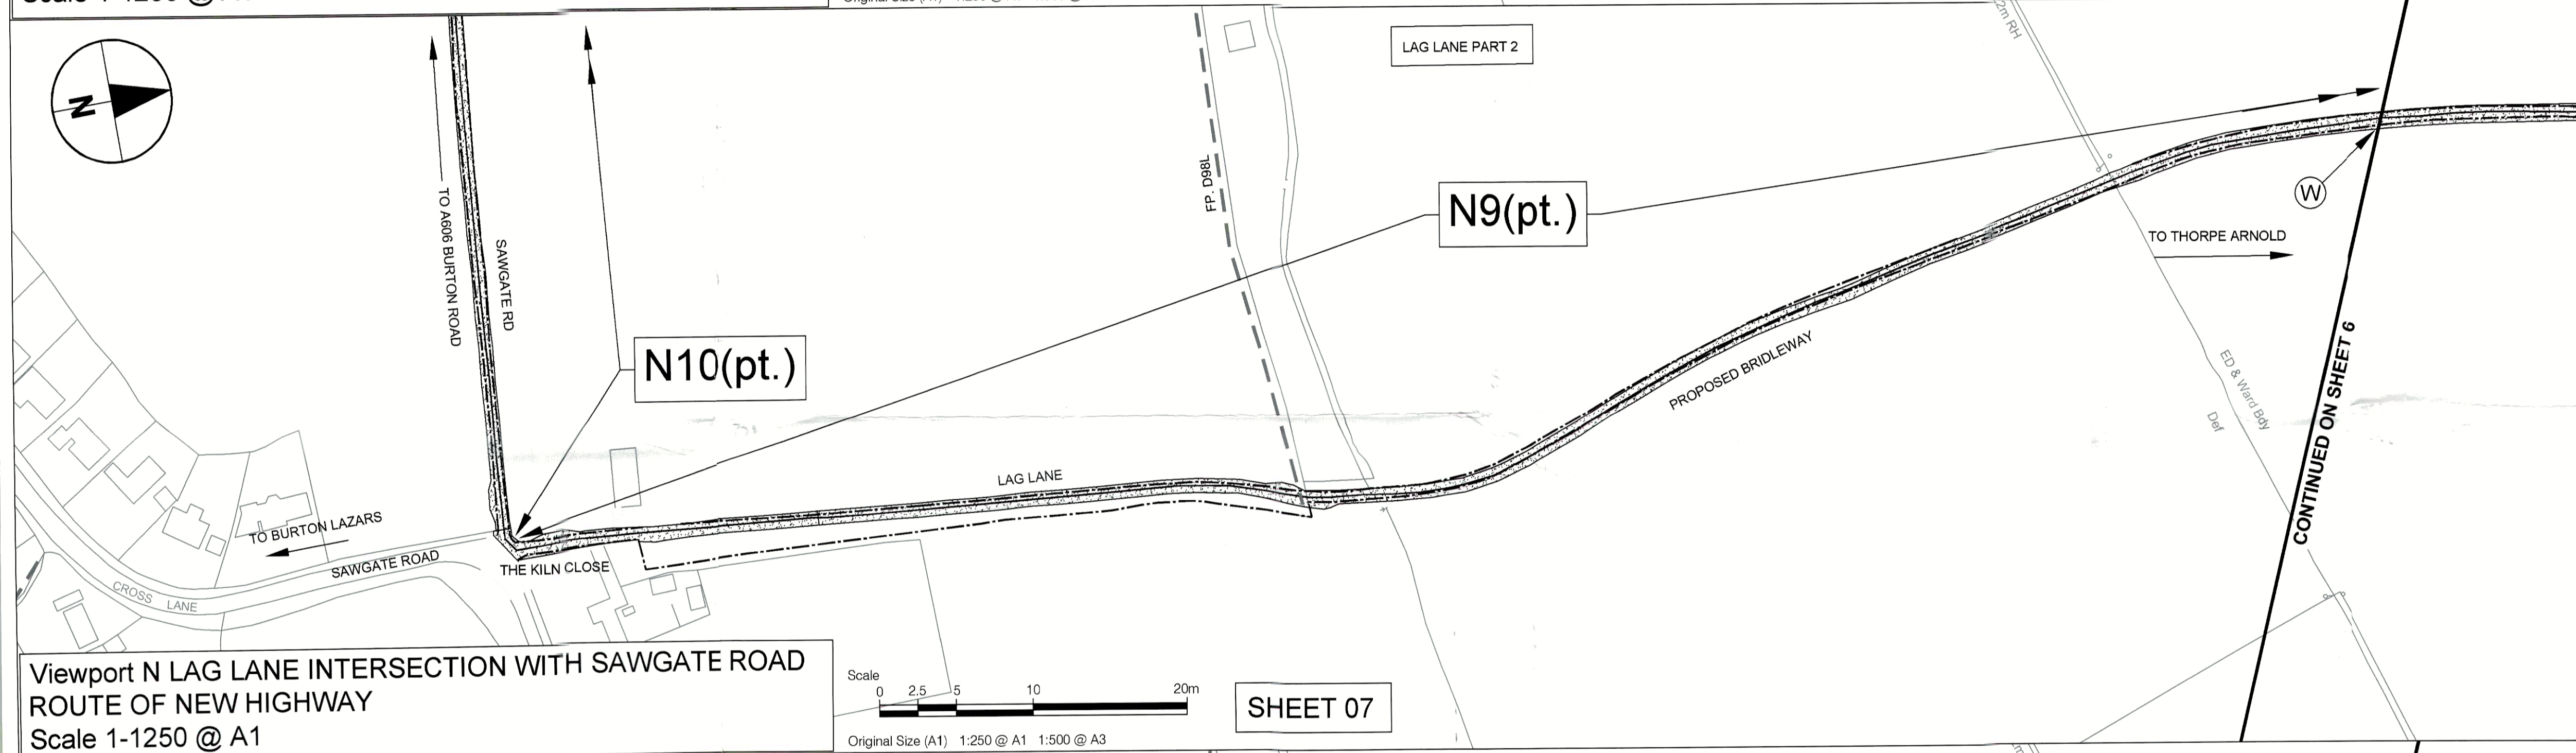 LAG LANE PART 2
2m RH
N
TO A606 BURTON ROAD
SAWGATE RD
FP. D98L
N9(pt.)
W
TO THORPE ARNOLD
N10(pt.)
PROPOSED BRIDLEWAY
CONTINUED ON SHEET 6
ED & Ward Bdy
Def
LAG LANE
TO BURTON LAZARS
SAWGATE ROAD
THE KILN CLOSE
CROSS LANE
Viewport N LAG LANE INTERSECTION WITH SAWGATE ROAD
ROUTE OF NEW HIGHWAY
Scale 1-1250 @ A1
Scale
0 2.5 5 10 20m
Original Size (A1) 1:250 @ A1 1:500 @ A3
SHEET 07